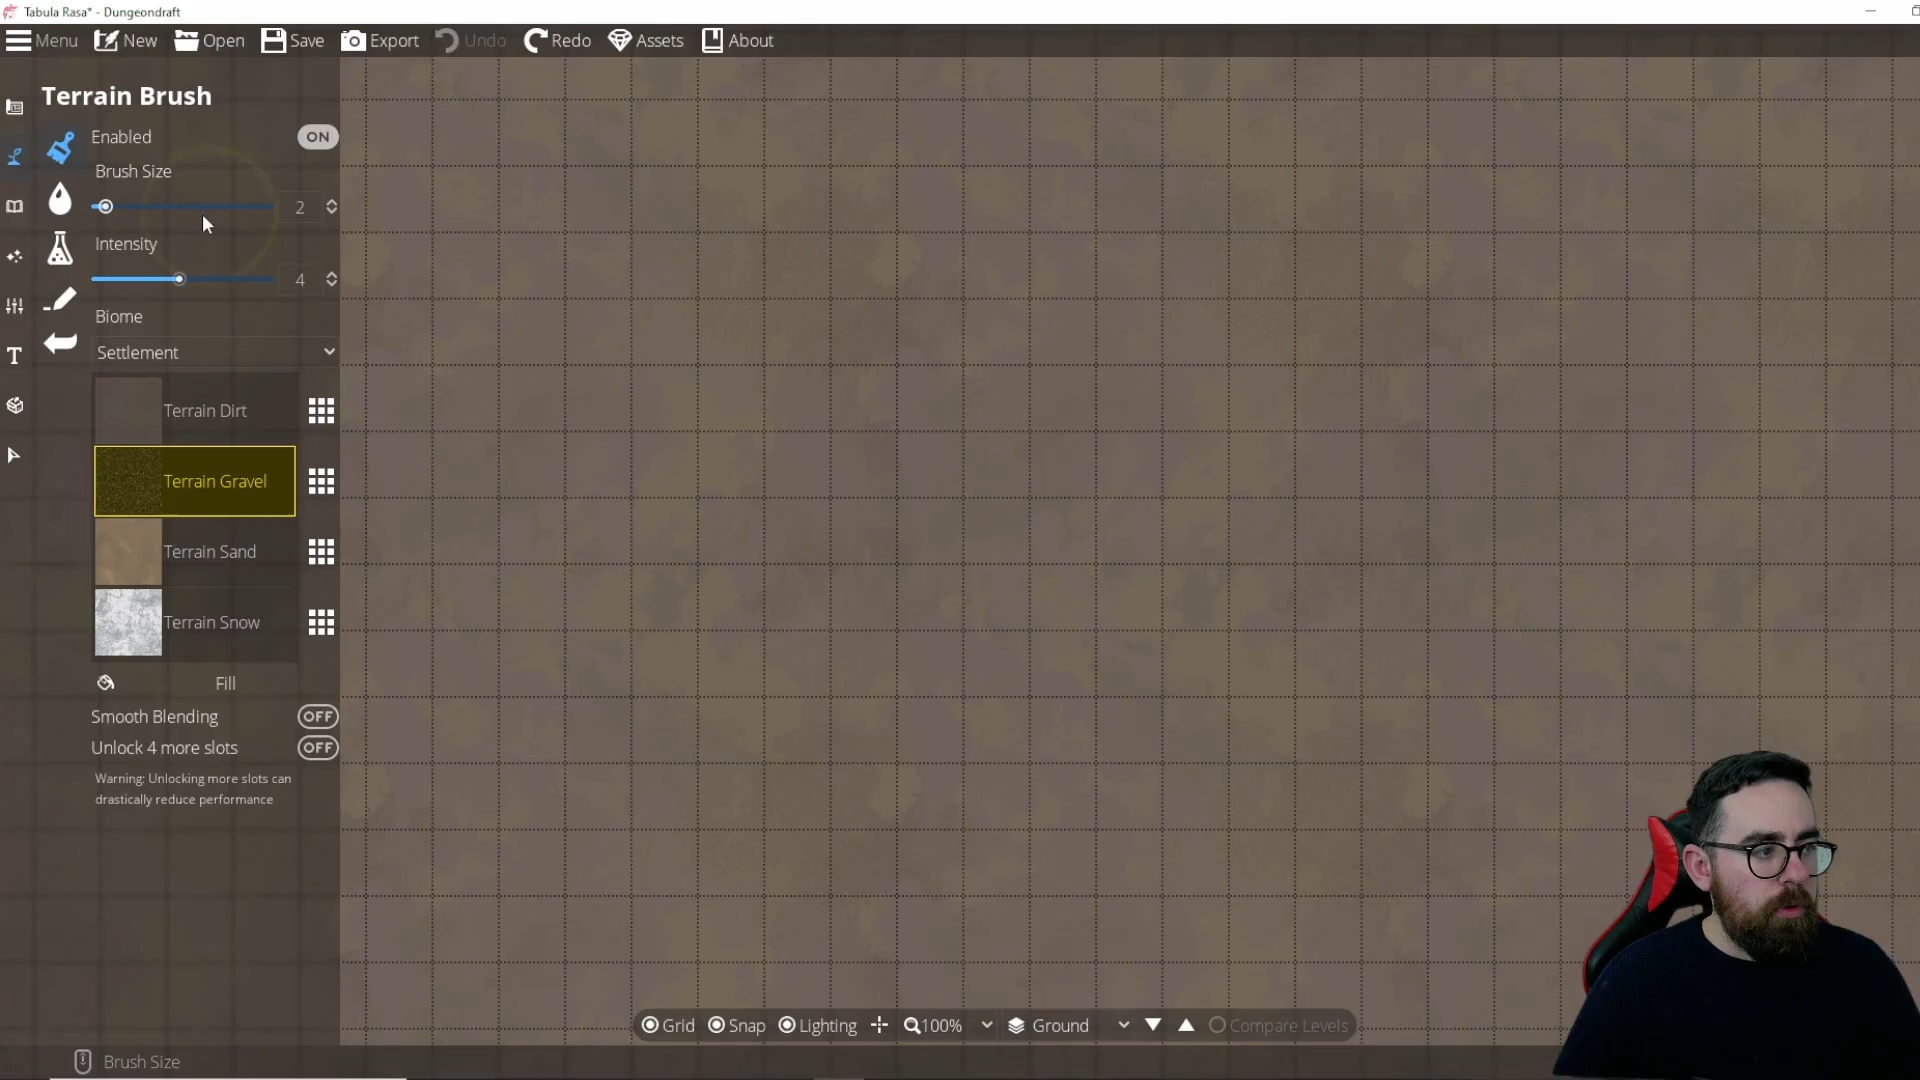 Tabula Rasa* - Dungeondraft
Menu New Open Save Export Undo Redo Assets About
Terrain Brush
Enabled ON
Brush Size
2
Intensity
4
Biome
Settlement
Terrain Dirt
Terrain Gravel
Terrain Sand
Terrain Snow
Fill
Smooth Blending OFF
Unlock 4 more slots OFF
Warning: Unlocking more slots can
drastically reduce performance
T
Grid Snap Lighting 100% Ground Compare Levels
Brush Size